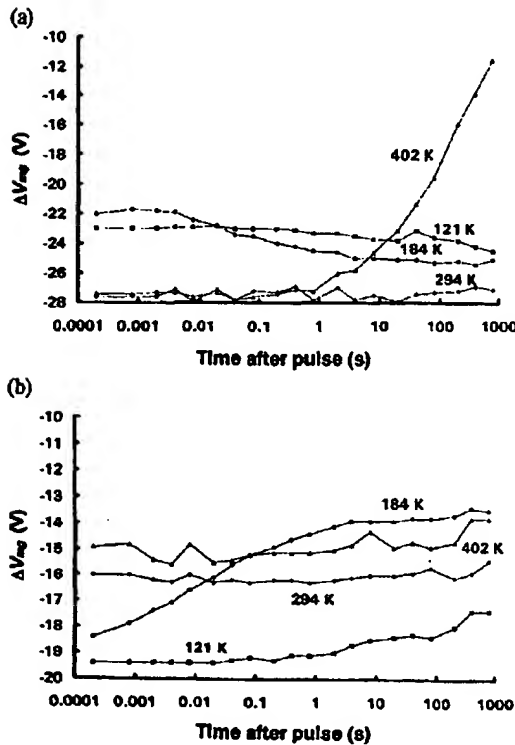 (a)
-10
-12
-14
-16
-18
-20
-22
-24
-26
-28
ΔVmg (V)
402 K
121 K
184 K
294 K
0.0001 0.001 0.01 0.1 1 10 100 1000
Time after pulse (s)
(b)
-10
-11
-12
-13
-14
-15
-16
-17
-18
-19
-20
ΔVmg (V)
184 K
402 K
294 K
121 K
0.0001 0.001 0.01 0.1 1 10 100 1000
Time after pulse (s)